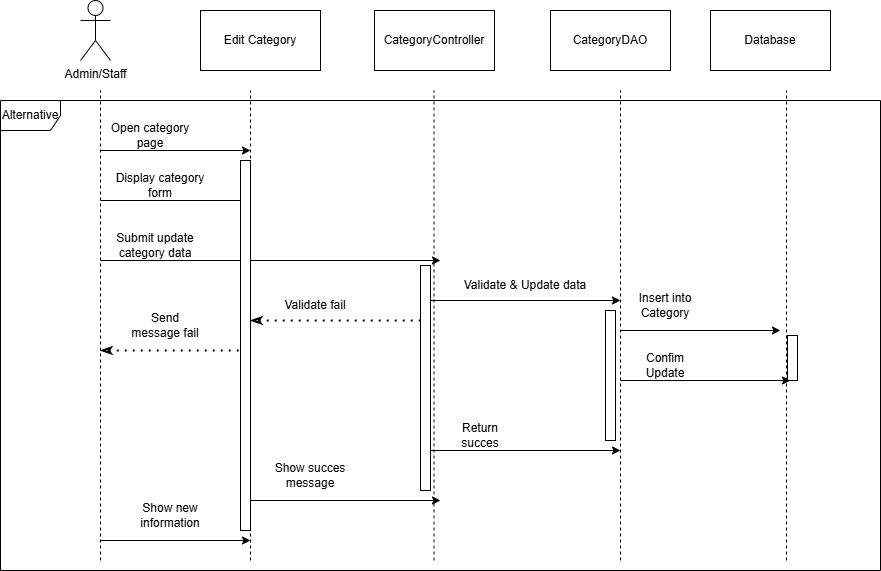 Edit Category
CategoryController
CategoryDAO
Database
Admin/Staff
Alternative
Open category
page
Display category
form
Submit update
category data
Validate & Update data
Insert into
Category
Validate fail
Send
message fail
Confim
Update
Return
succes
Show succes
message
Show new
information